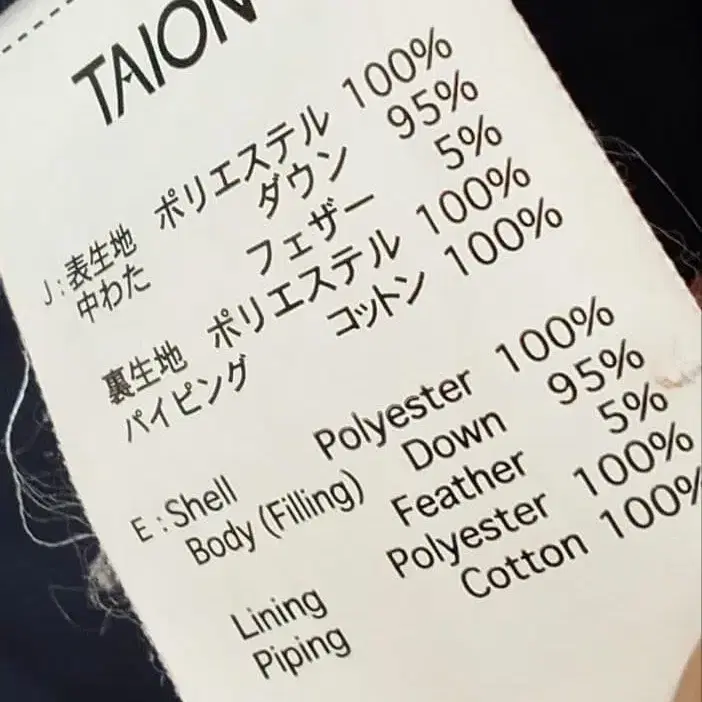 TAION
J : 表生地 ポリエステル 100%
中わた ダウン 95%
フェザー 5%
裏生地 ポリエステル 100%
パイピング コットン 100%
E : Shell Polyester 100%
Body (Filling) Down 95%
Feather 5%
Lining Polyester 100%
Piping Cotton 100%